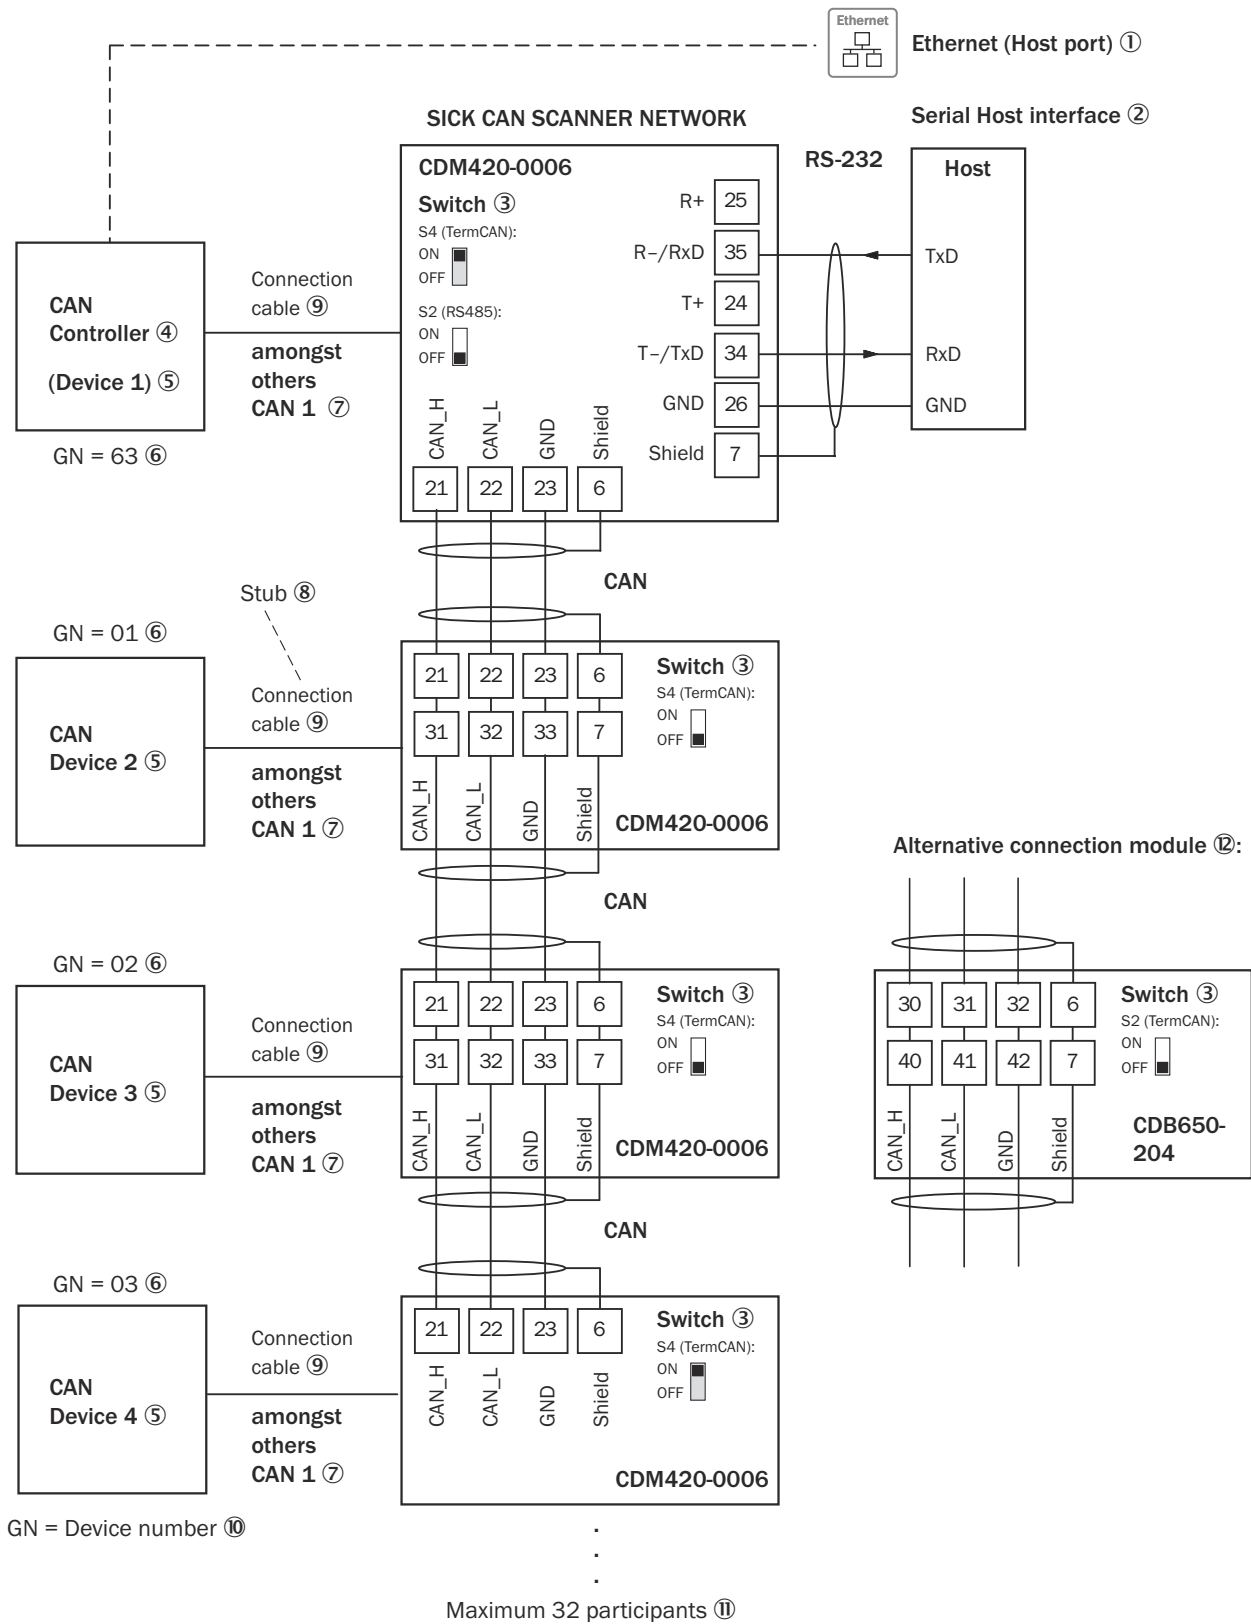 Ethernet
Ethernet (Host port) ①
SICK CAN SCANNER NETWORK
Serial Host interface ②
CDM420-0006
Switch ③
S4 (TermCAN):
ON
OFF
S2 (RS485):
ON
OFF
R+ 25
R–/RxD 35
T+ 24
T–/TxD 34
GND 26
Shield 7
RS-232
Host
TxD
RxD
GND
CAN
Controller ④
(Device 1) ⑤
GN = 63 ⑥
Connection
cable ⑨
amongst
others
CAN 1 ⑦
CAN_H
CAN_L
GND
Shield
21 22 23 6
CAN
Stub ⑧
GN = 01 ⑥
CAN
Device 2 ⑤
Connection
cable ⑨
amongst
others
CAN 1 ⑦
21 22 23 6
31 32 33 7
CAN_H
CAN_L
GND
Shield
Switch ③
S4 (TermCAN):
ON
OFF
CDM420-0006
CAN
GN = 02 ⑥
CAN
Device 3 ⑤
Connection
cable ⑨
amongst
others
CAN 1 ⑦
21 22 23 6
31 32 33 7
CAN_H
CAN_L
GND
Shield
Switch ③
S4 (TermCAN):
ON
OFF
CDM420-0006
CAN
Alternative connection module ⑫:
30 31 32 6
40 41 42 7
CAN_H
CAN_L
GND
Shield
Switch ③
S2 (TermCAN):
ON
OFF
CDB650-
204
GN = 03 ⑥
CAN
Device 4 ⑤
Connection
cable ⑨
amongst
others
CAN 1 ⑦
21 22 23 6
CAN_H
CAN_L
GND
Shield
Switch ③
S4 (TermCAN):
ON
OFF
CDM420-0006
GN = Device number ⑩
.
.
.
Maximum 32 participants ⑪